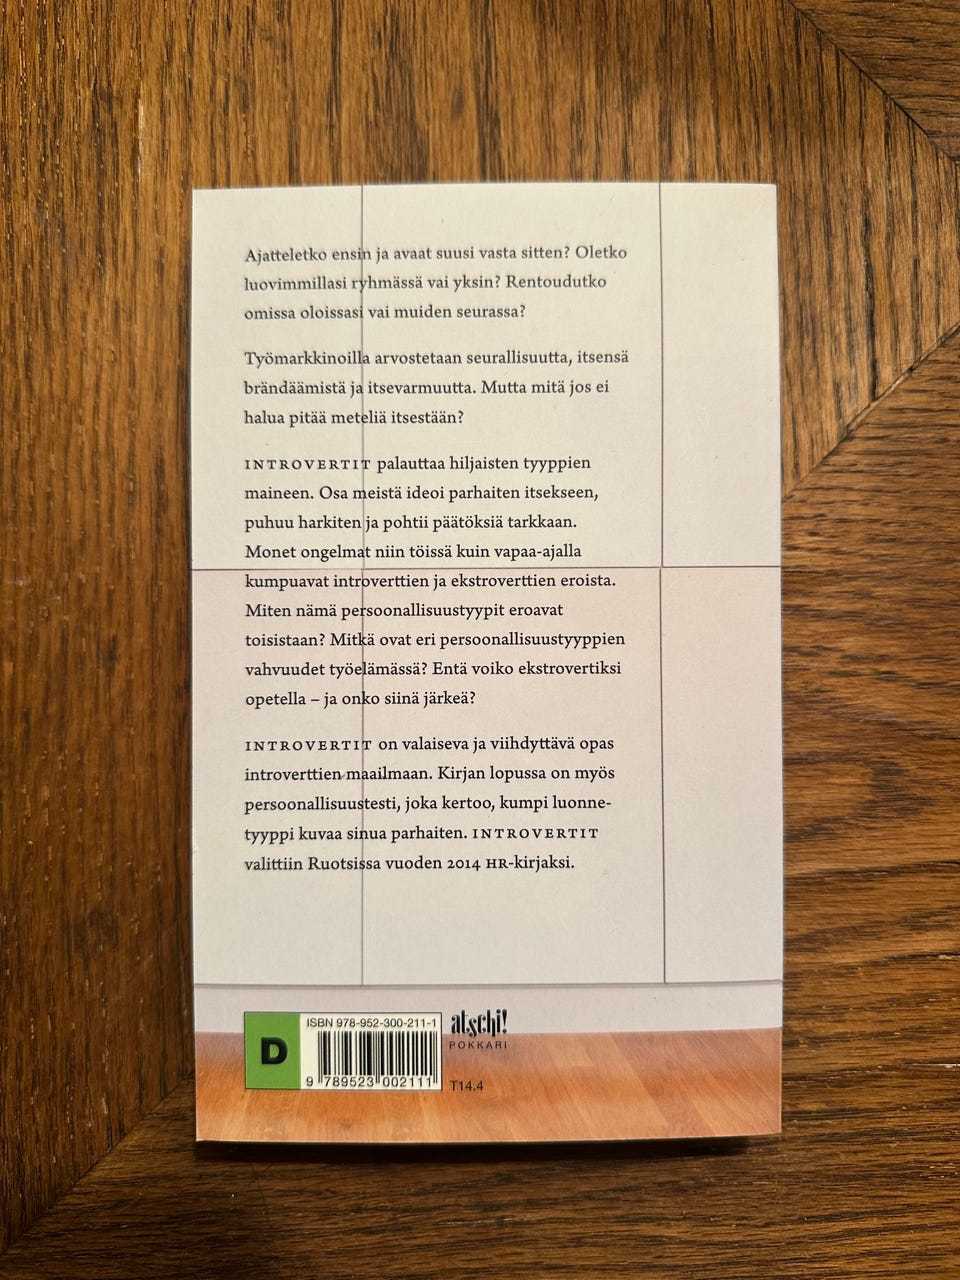 Ajatteletko ensin ja avaat suusi vasta sitten? Oletko
luovimmillasi ryhmässä vai yksin? Rentoudutko
omissa oloissasi vai muiden seurassa?
Työmarkkinoilla arvostetaan seurallisuutta, itsensä
brändäämistä ja itsevarmuutta. Mutta mitä jos ei
halua pitää meteliä itsestään?
INTROVERTIT palauttaa hiljaisten tyyppien
maineen. Osa meistä ideoi parhaiten itsekseen,
puhuu harkiten ja pohtii päätöksiä tarkkaan.
Monet ongelmat niin töissä kuin vapaa-ajalla
kumpuavat introverttien ja ekstroverttien eroista.
Miten nämä persoonallisuustyypit eroavat
toisistaan? Mitkä ovat eri persoonallisuustyyppien
vahvuudet työelämässä? Entä voiko ekstrovertiksi
opetella – ja onko siinä järkeä?
INTROVERTIT on valaiseva ja viihdyttävä opas
introverttien maailmaan. Kirjan lopussa on myös
persoonallisuustesti, joka kertoo, kumpi luonne-
tyyppi kuvaa sinua parhaiten. INTROVERTIT
valittiin Ruotsissa vuoden 2014 HR-kirjaksi.
D
ISBN 978-952-300-211-1
9 789523 002111
atschi!
POKKARI
T14.4